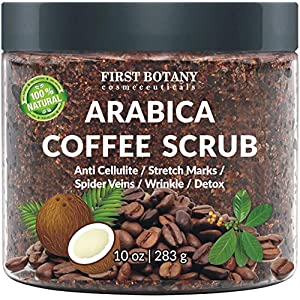 FIRST BOTANY
cosmeceuticals
100%
NATURAL
ARABICA
COFFEE SCRUB
Anti Cellulite / Stretch Marks /
Spider Veins / Wrinkle / Detox
10 oz | 283 g